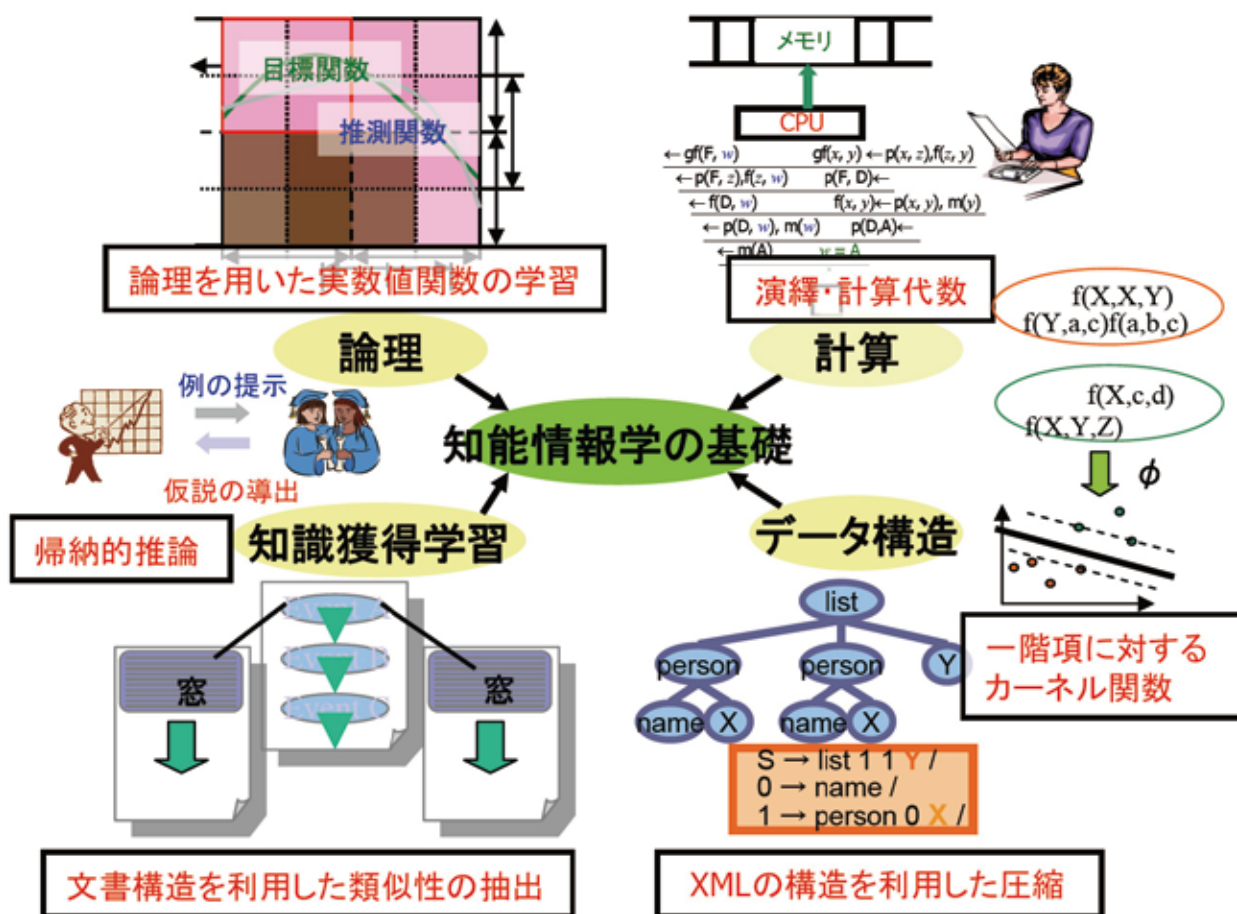 目標関数
推測関数
論理を用いた実数値関数の学習
メモリ
CPU
← gf(F, w) gf(x, y) ← p(x, z),f(z, y)
← p(F, z),f(z, w) p(F, D)←
← f(D, w) f(x, y)← p(x, y), m(y)
← p(D, w), m(w) p(D,A)←
← m(A) w = A
演繹・計算代数
f(X,X,Y)
f(Y,a,c)f(a,b,c)
論理
計算
例の提示
仮説の導出
知能情報学の基礎
f(X,c,d)
f(X,Y,Z)
ϕ
帰納的推論
知識獲得学習
データ構造
Event A
Event B
Event C
窓
窓
list
person person Y
name X name X
一階項に対する
カーネル関数
S → list 1 1 Y /
0 → name /
1 → person 0 X /
文書構造を利用した類似性の抽出
XMLの構造を利用した圧縮